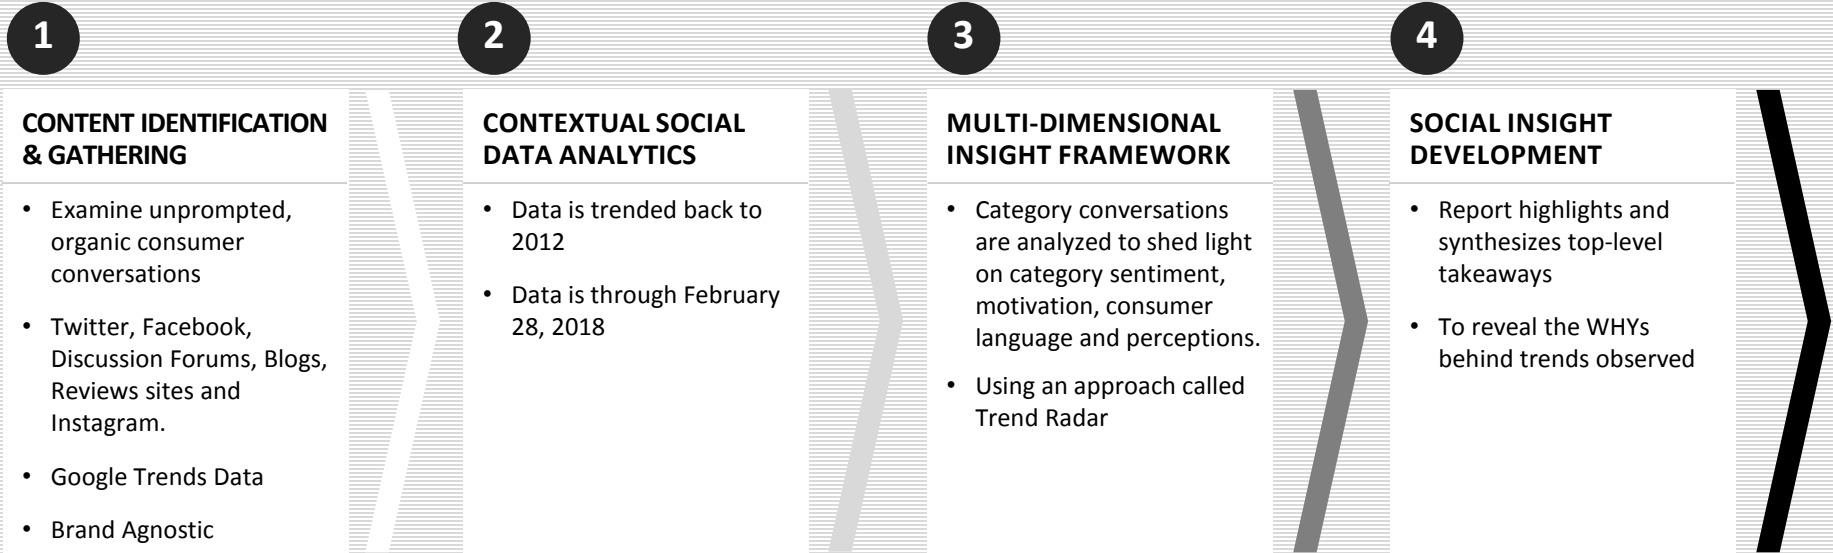 1
CONTENT IDENTIFICATION
& GATHERING
• Examine unprompted,
organic consumer
conversations
• Twitter, Facebook,
Discussion Forums, Blogs,
Reviews sites and
Instagram.
• Google Trends Data
• Brand Agnostic
2
CONTEXTUAL SOCIAL
DATA ANALYTICS
• Data is trended back to
2012
• Data is through February
28, 2018
3
MULTI-DIMENSIONAL
INSIGHT FRAMEWORK
• Category conversations
are analyzed to shed light
on category sentiment,
motivation, consumer
language and perceptions.
• Using an approach called
Trend Radar
4
SOCIAL INSIGHT
DEVELOPMENT
• Report highlights and
synthesizes top-level
takeaways
• To reveal the WHYs
behind trends observed